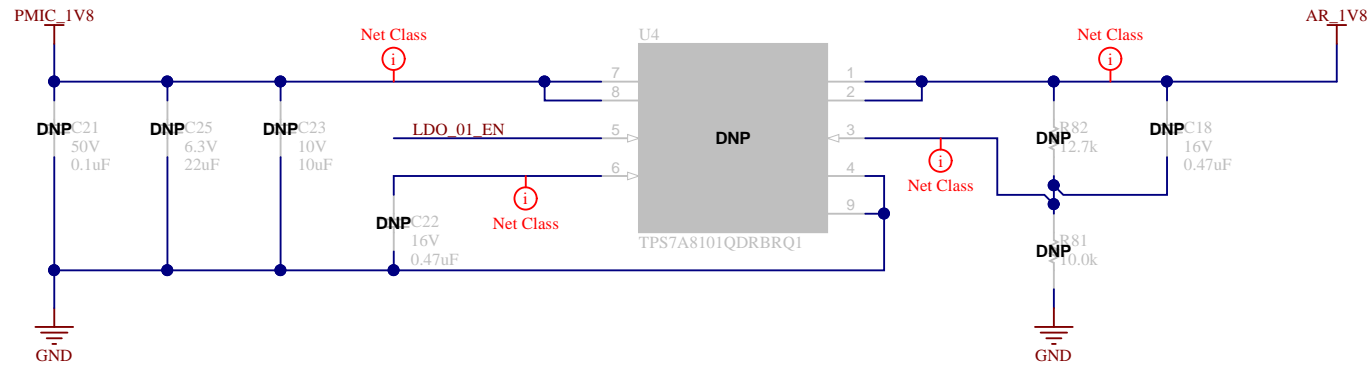 PMIC_1V8
AR_1V8
Net Class
i
U4
Net Class
i
7
8
1
2
DNP
C21
50V
0.1uF
DNP
C25
6.3V
22uF
DNP
C23
10V
10uF
LDO_01_EN
5
DNP
3
DNP
R82
12.7k
DNP
C18
16V
0.47uF
6
4
i
Net Class
i
Net Class
DNP
C22
16V
0.47uF
9
TPS7A8101QDRBRQ1
DNP
R81
10.0k
GND
GND